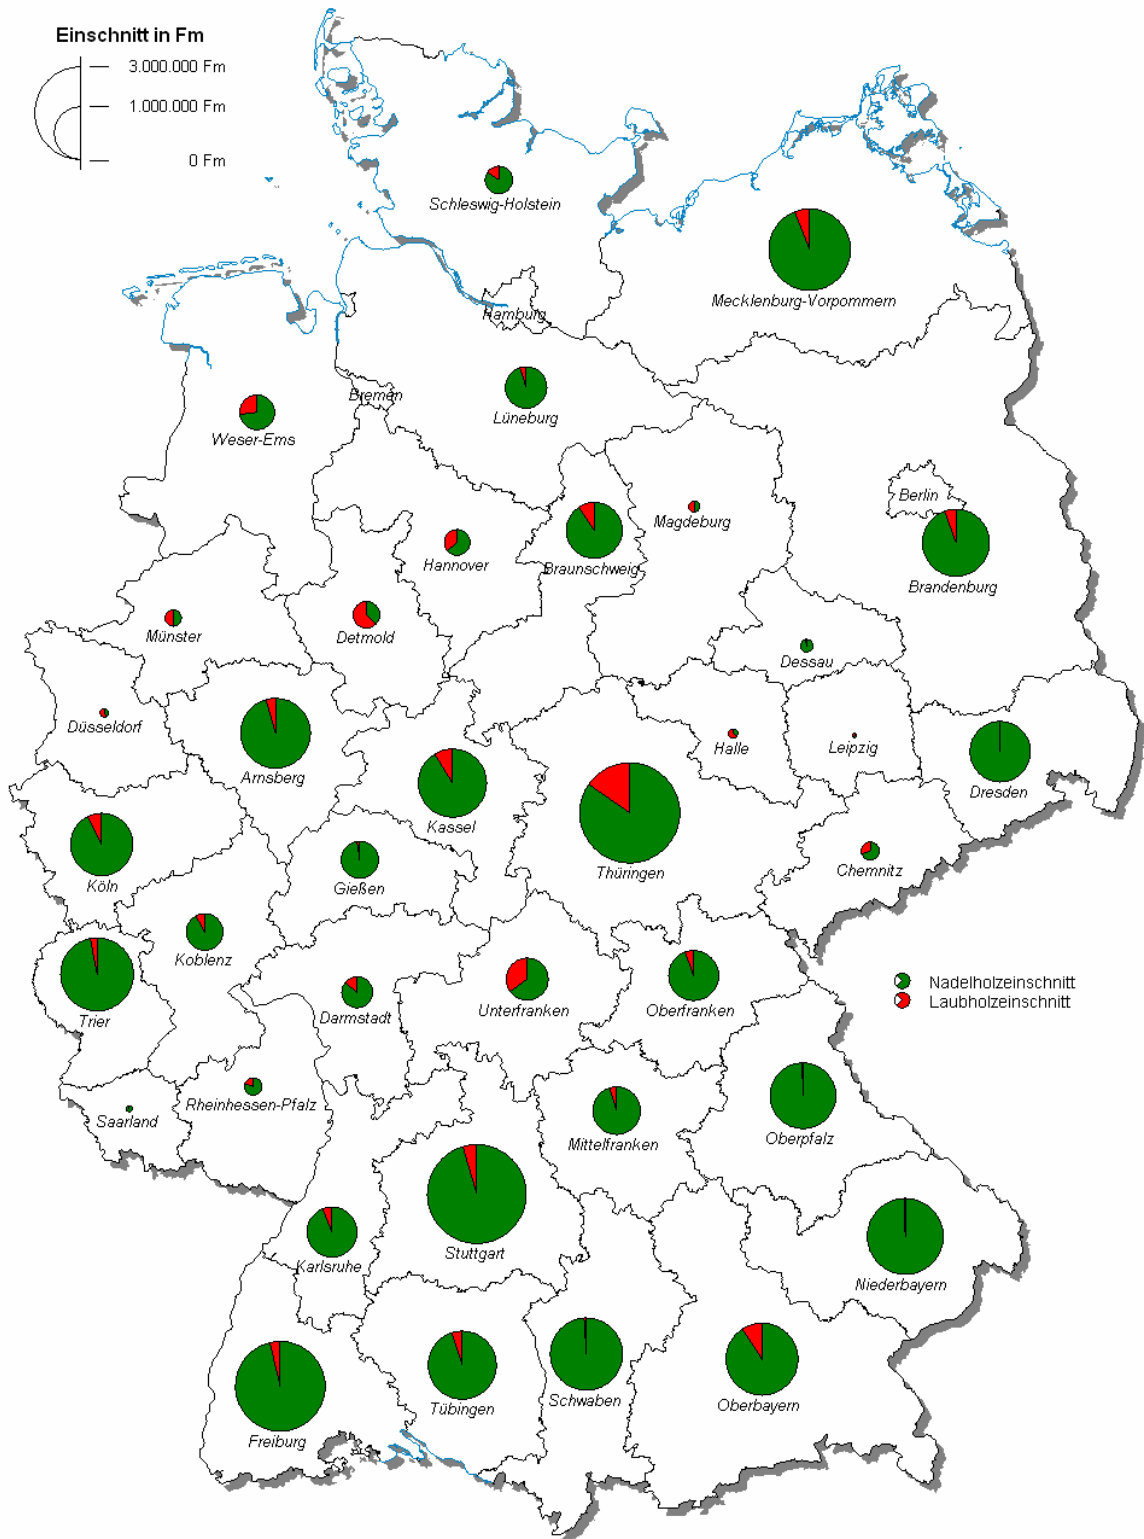 Einschnitt in Fm
3.000.000 Fm
1.000.000 Fm
0 Fm
Schleswig-Holstein
Mecklenburg-Vorpommern
Hamburg
Bremen
Lüneburg
Weser-Ems
Berlin
Magdeburg
Hannover
Braunschweig
Brandenburg
Münster
Detmold
Dessau
Düsseldorf
Arnsberg
Halle
Leipzig
Dresden
Kassel
Thüringen
Chemnitz
Köln
Gießen
Koblenz
Trier
Darmstadt
Unterfranken
Oberfranken
Nadelholzeinschnitt
Laubholzeinschnitt
Rheinhessen-Pfalz
Saarland
Mittelfranken
Oberpfalz
Stuttgart
Karlsruhe
Niederbayern
Schwaben
Oberbayern
Tübingen
Freiburg